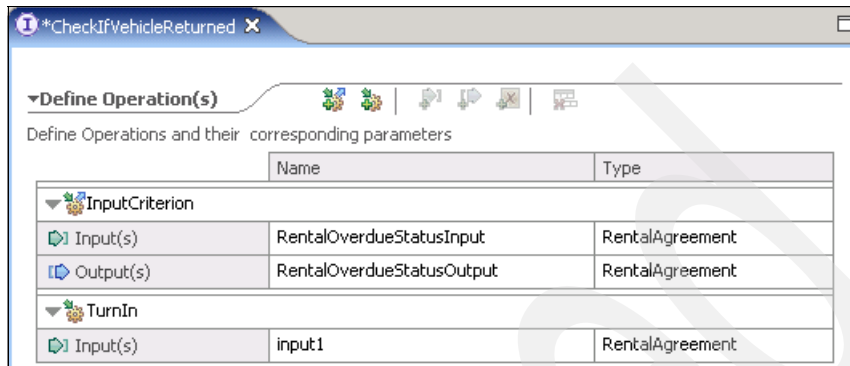 *CheckIfVehicleReturned
Define Operation(s)
Define Operations and their corresponding parameters
Name Type
InputCriterion
Input(s) RentalOverdueStatusInput RentalAgreement
Output(s) RentalOverdueStatusOutput RentalAgreement
TurnIn
Input(s) input1 RentalAgreement